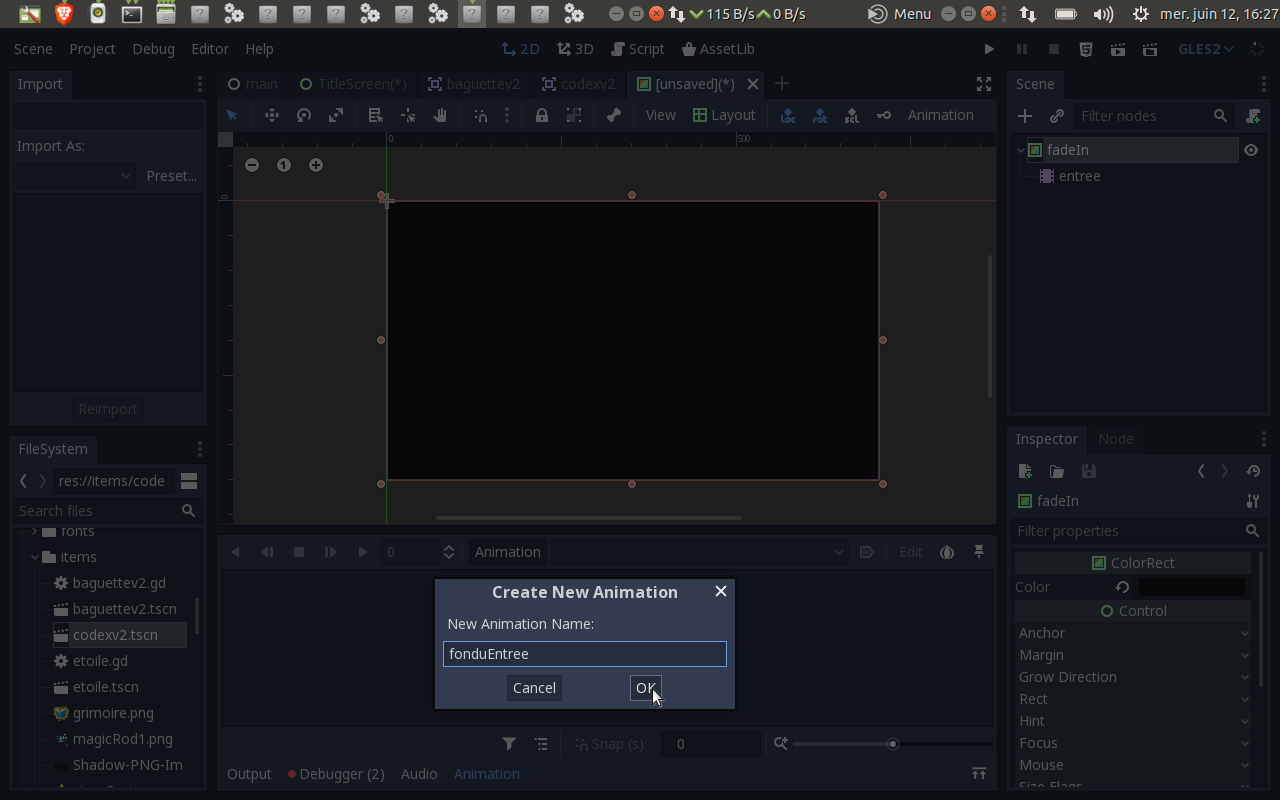 115 B/s 0 B/s Menu mer. juin 12, 16:27
Scene Project Debug Editor Help 2D 3D Script AssetLib GLES2
Import
main TitleScreen(*) baguettev2 codexv2 [unsaved](*)
Scene
View Layout Animation
Filter nodes
Import As:
Preset...
Reimport
0 500
1
0
fadeIn
entree
FileSystem
res://items/code
Search files
fonts
items
baguettev2.gd
baguettev2.tscn
codexv2.tscn
etoile.gd
etoile.tscn
grimoire.png
magicRod1.png
Shadow-PNG-Im
0 Animation Edit
Create New Animation
New Animation Name:
fonduEntree
Cancel OK
Snap (s): 0
Output Debugger (2) Audio Animation
Inspector Node
fadeIn
Filter properties
ColorRect
Color
Control
Anchor
Margin
Grow Direction
Rect
Hint
Focus
Mouse
Size Flags